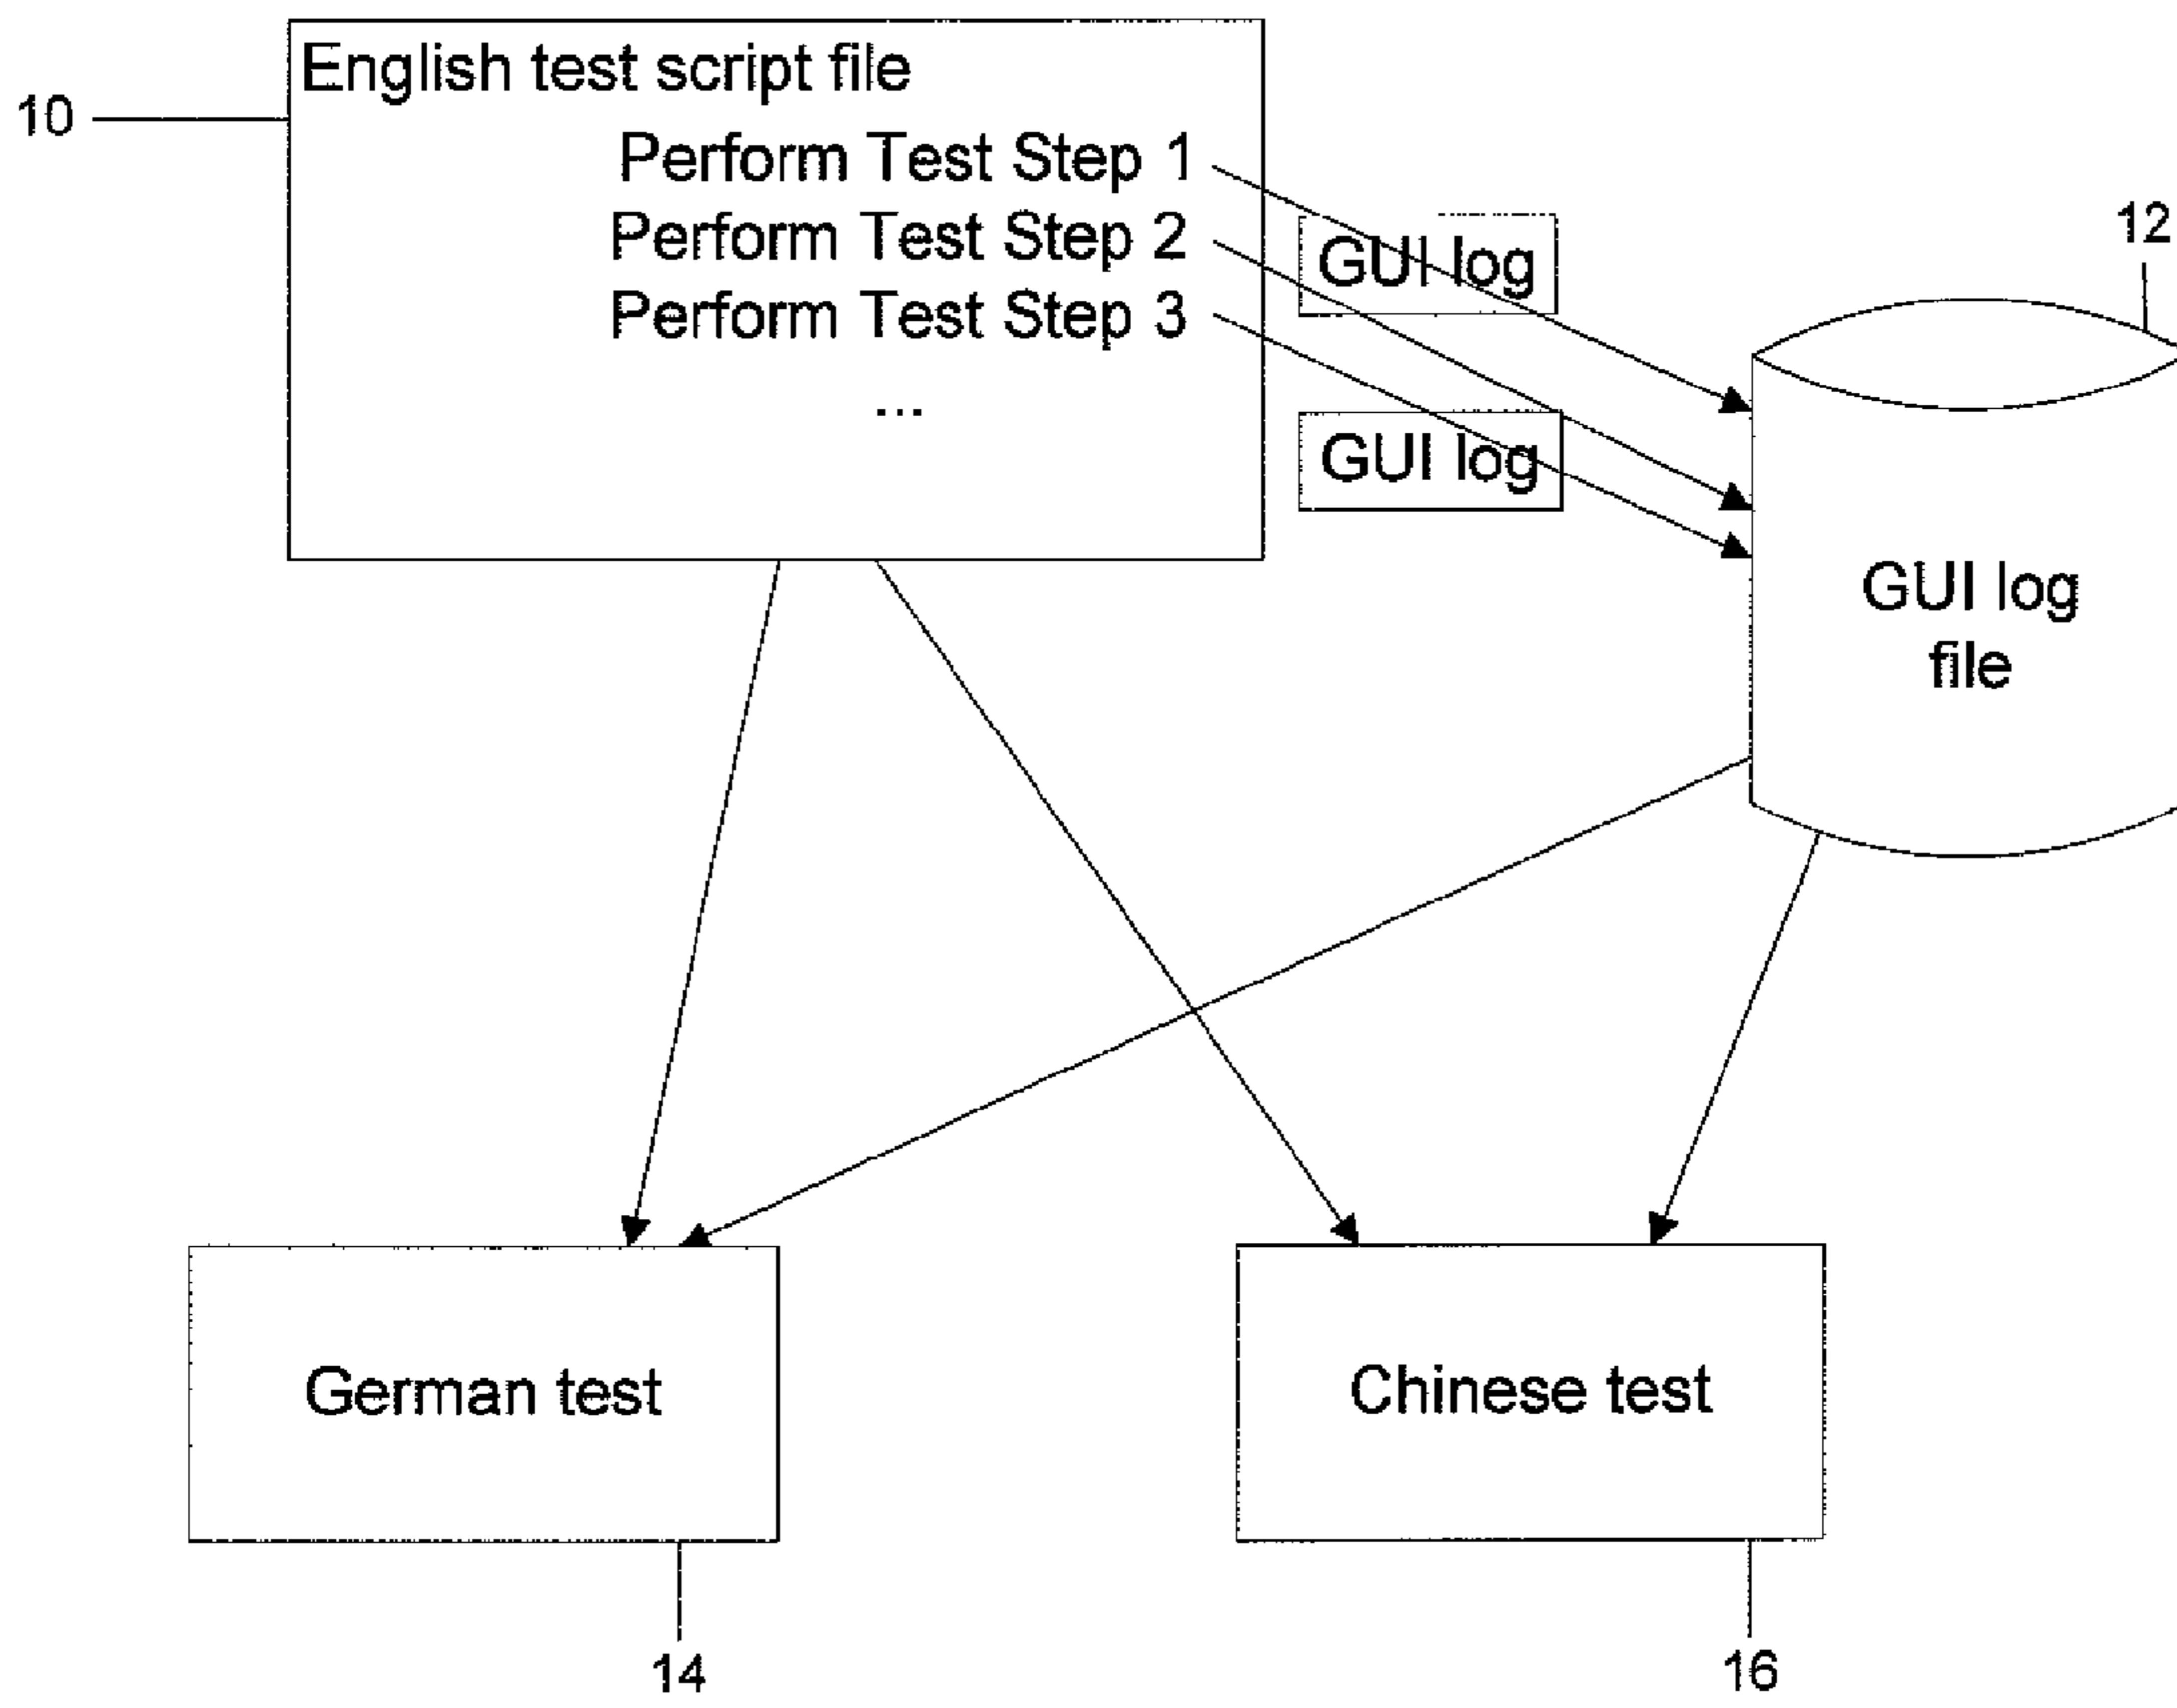 English test script file
10
Perform Test Step 1
Perform Test Step 2
Perform Test Step 3
...
GUI log
GUI log
12
GUI log
file
German test
Chinese test
14
16